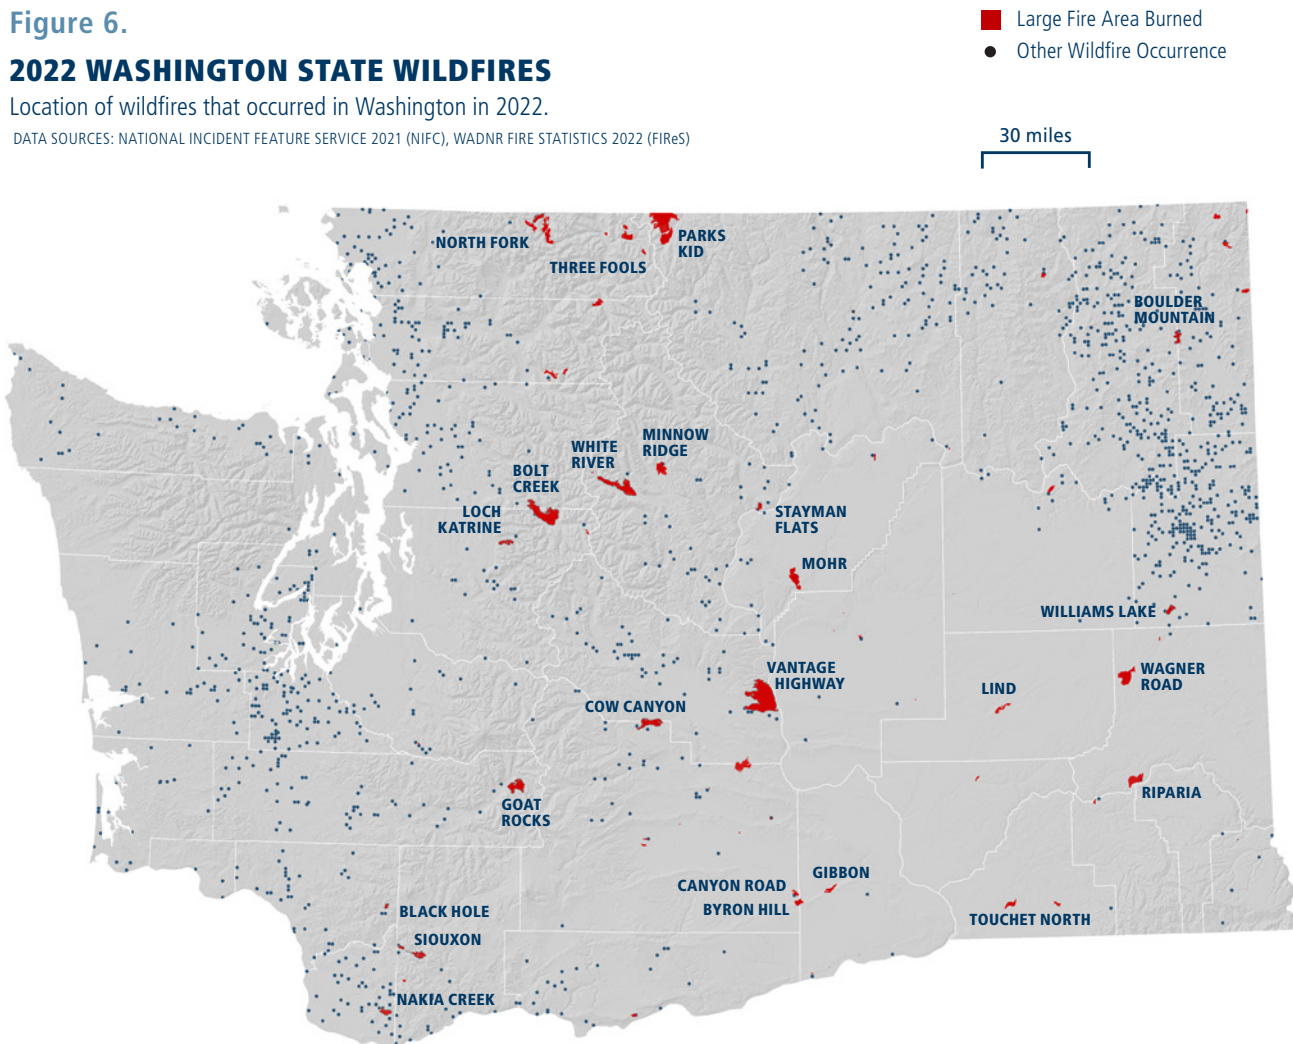 Figure 6.
2022 WASHINGTON STATE WILDFIRES
Location of wildfires that occurred in Washington in 2022.
DATA SOURCES: NATIONAL INCIDENT FEATURE SERVICE 2021 (NIFC), WADNR FIRE STATISTICS 2022 (FIReS)
Large Fire Area Burned
Other Wildfire Occurrence
30 miles
NORTH FORK
THREE FOOLS
PARKS
KID
BOULDER
MOUNTAIN
MINNOW
RIDGE
WHITE
RIVER
BOLT
CREEK
LOCH
KATRINE
STAYMAN
FLATS
MOHR
WILLIAMS LAKE
VANTAGE
HIGHWAY
WAGNER
ROAD
LIND
COW CANYON
GOAT
ROCKS
RIPARIA
CANYON ROAD
GIBBON
BYRON HILL
TOUCHET NORTH
BLACK HOLE
SIOUXON
NAKIA CREEK